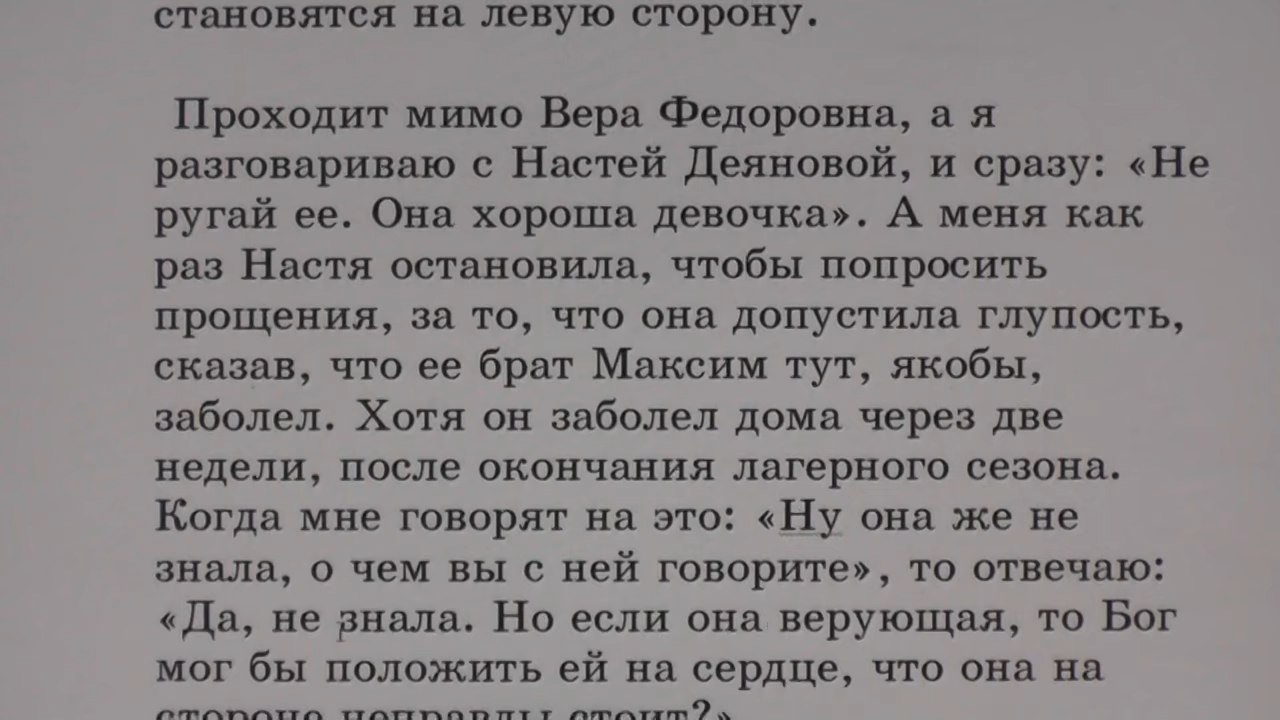 становятся на левую сторону.
Проходит мимо Вера Федоровна, а я
разговариваю с Настей Деяновой, и сразу: «Не
ругай ее. Она хороша девочка». А меня как
раз Настя остановила, чтобы попросить
прощения, за то, что она допустила глупость,
сказав, что ее брат Максим тут, якобы,
заболел. Хотя он заболел дома через две
недели, после окончания лагерного сезона.
Когда мне говорят на это: «Ну она же не
знала, о чем вы с ней говорите», то отвечаю:
«Да, не знала. Но если она верующая, то Бог
мог бы положить ей на сердце, что она на
стороне неправды стоит?»